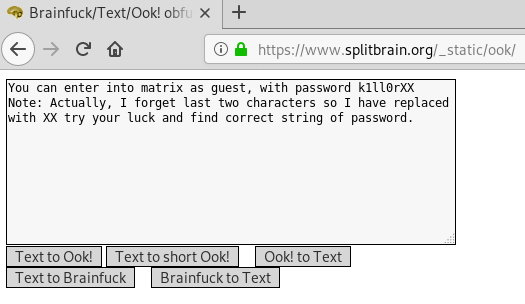 Brainfuck/Text/Ook! obfu
https://www.splitbrain.org/_static/ook/
You can enter into matrix as guest, with password k1ll0rXX
Note: Actually, I forget last two characters so I have replaced
with XX try your luck and find correct string of password.
Text to Ook! Text to short Ook! Ook! to Text
Text to Brainfuck Brainfuck to Text